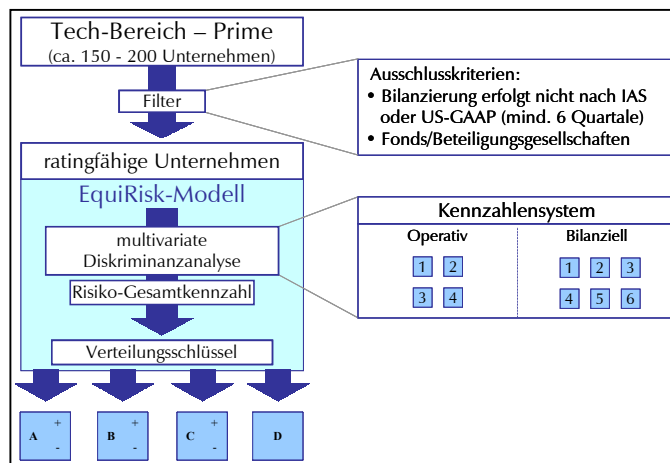 Tech-Bereich – Prime
(ca. 150 - 200 Unternehmen)
Filter
Ausschlusskriterien:
• Bilanzierung erfolgt nicht nach IAS
oder US-GAAP (mind. 6 Quartale)
• Fonds/Beteiligungsgesellschaften
ratingfähige Unternehmen
EquiRisk-Modell
multivariate
Diskriminanzanalyse
Risiko-Gesamtkennzahl
Verteilungsschlüssel
Kennzahlensystem
Operativ Bilanziell
1 2 1 2 3
3 4 4 5 6
+ + +
A B C D
- - -